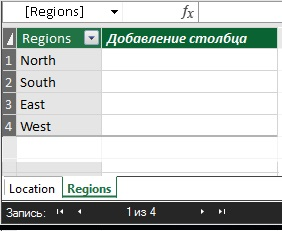 [Regions] fx
Regions Добавление столбца
1 North
2 South
3 East
4 West
Location Regions
Запись: 1 из 4